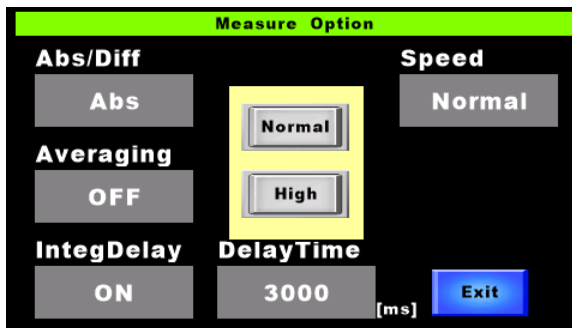 Measure Option
Abs/Diff
Speed
Abs
Normal
Normal
Averaging
OFF
High
IntegDelay
DelayTime
ON
3000
[ms]
Exit